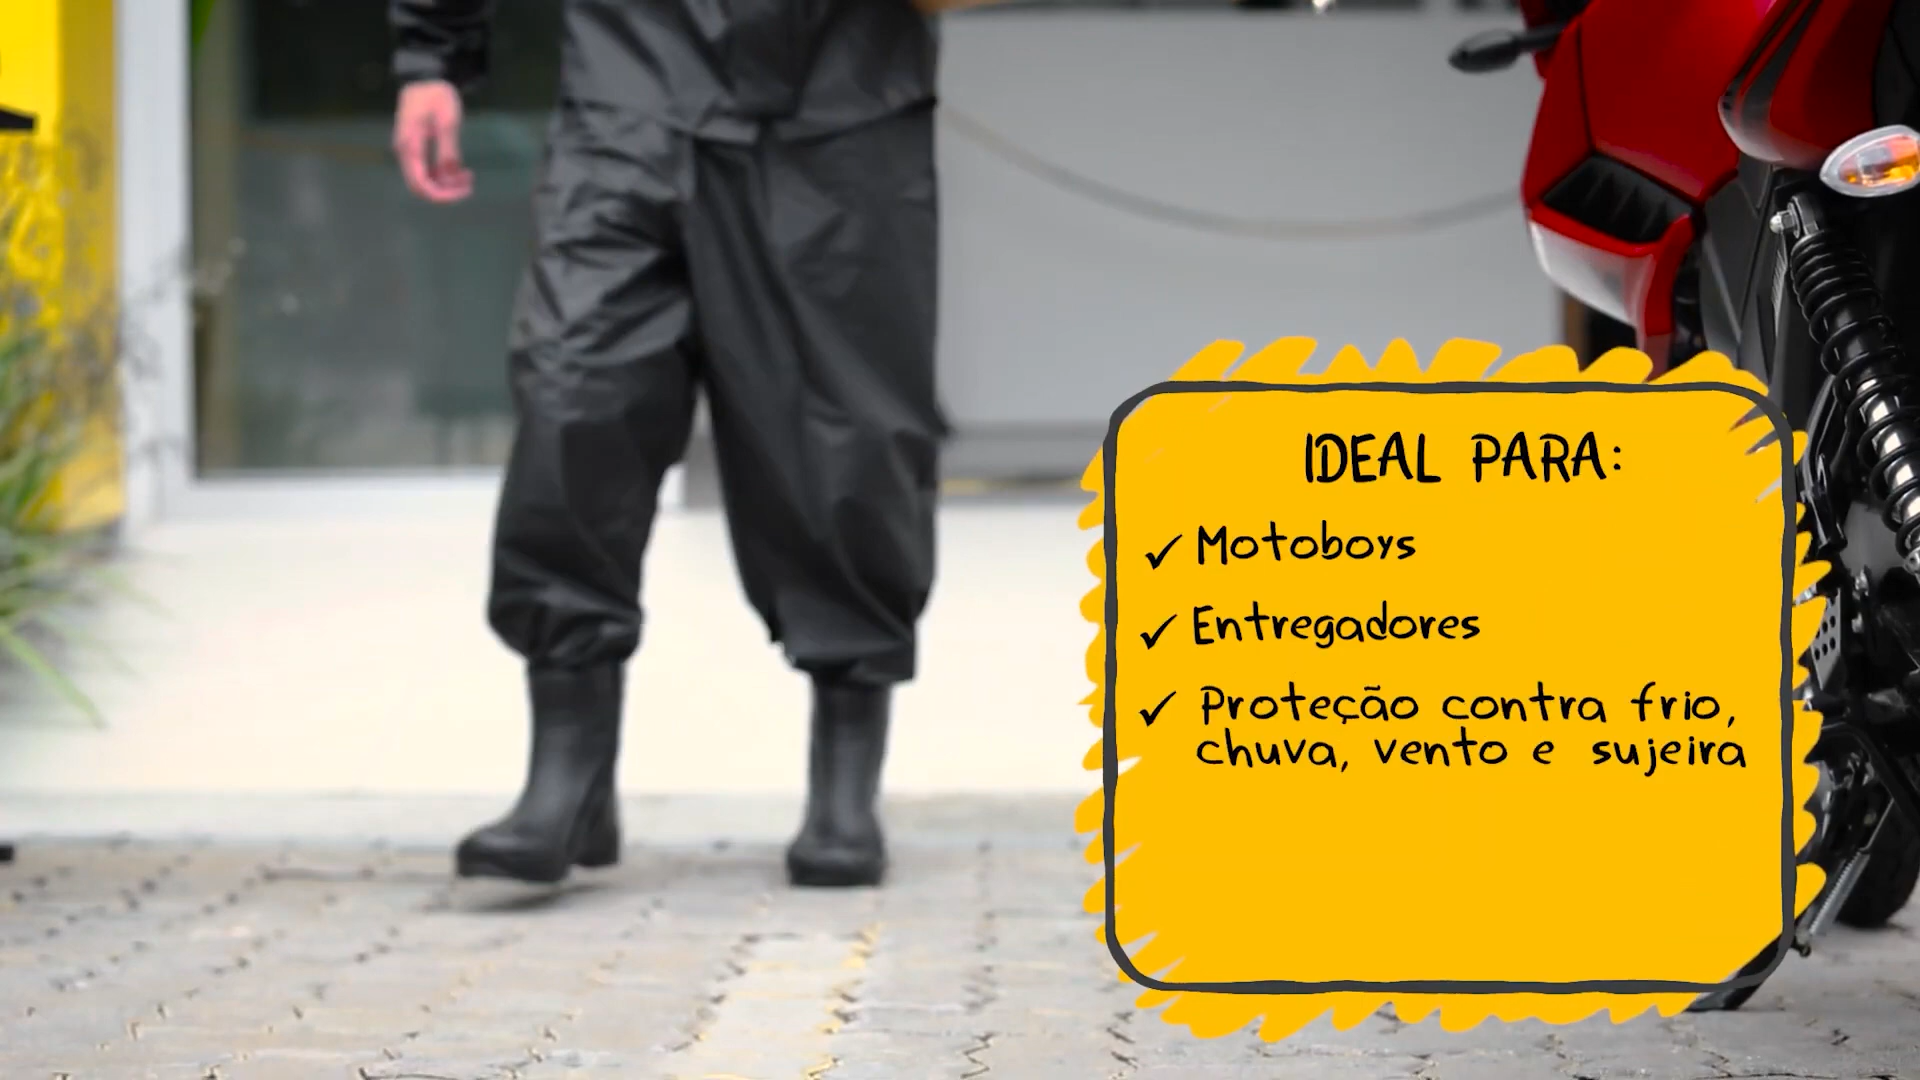 IDEAL PARA:
✓ Motoboys
✓ Entregadores
✓ Proteção contra frio,
chuva, vento e sujeira